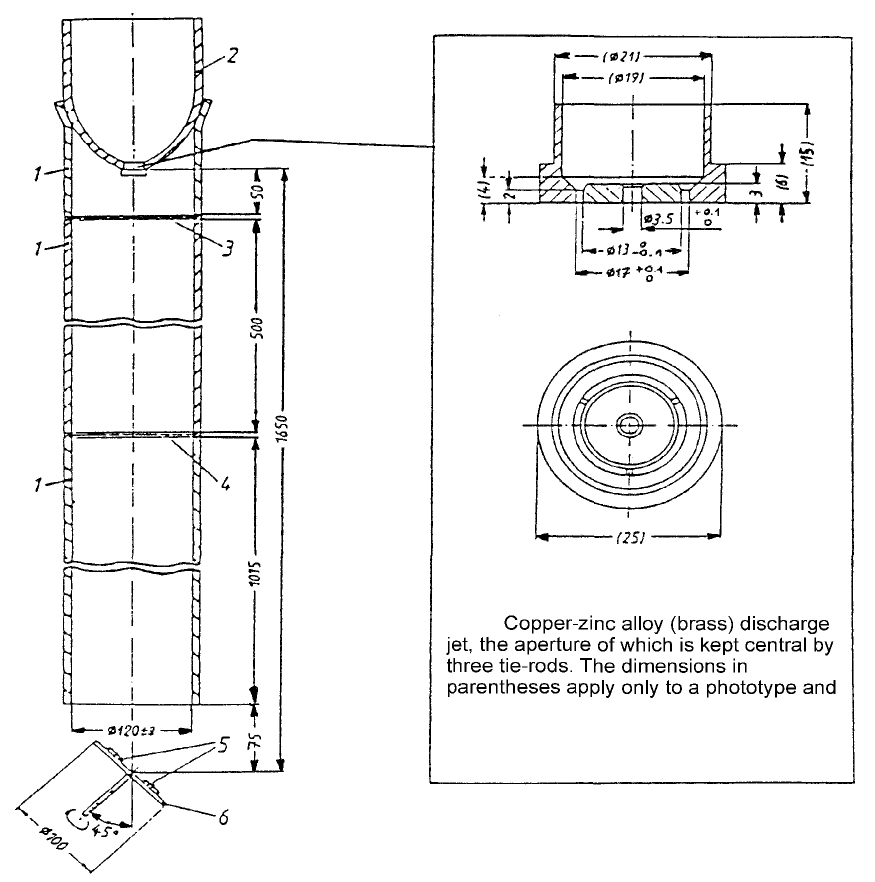 2
1
50
1
3
500
1650
1
4
1015
Ø120±3
75
5
6
45°
Ø100
(Ø21)
(Ø19)
(4)
2
3
(6)
(15)
Ø3.5 +0.1 0
Ø13 0 -0.1
Ø17 +0.1 0
(25)
Copper-zinc alloy (brass) discharge
jet, the aperture of which is kept central by
three tie-rods. The dimensions in
parentheses apply only to a phototype and